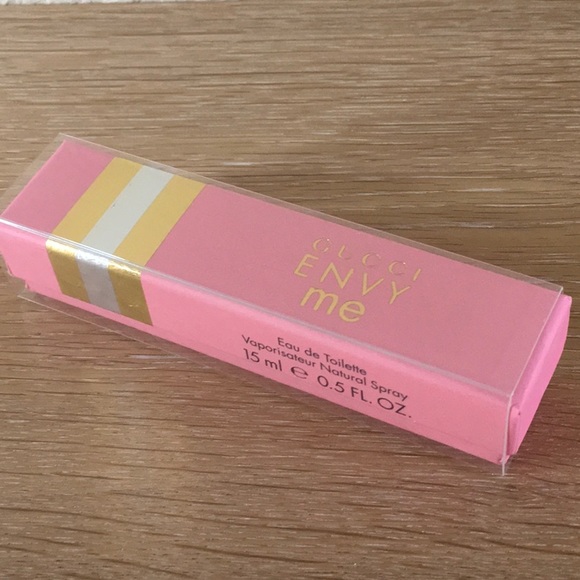 GUCCI
ENVY
me
Eau de Toilette
Vaporisateur Natural Spray
15 ml ℮ 0.5 FL. OZ.